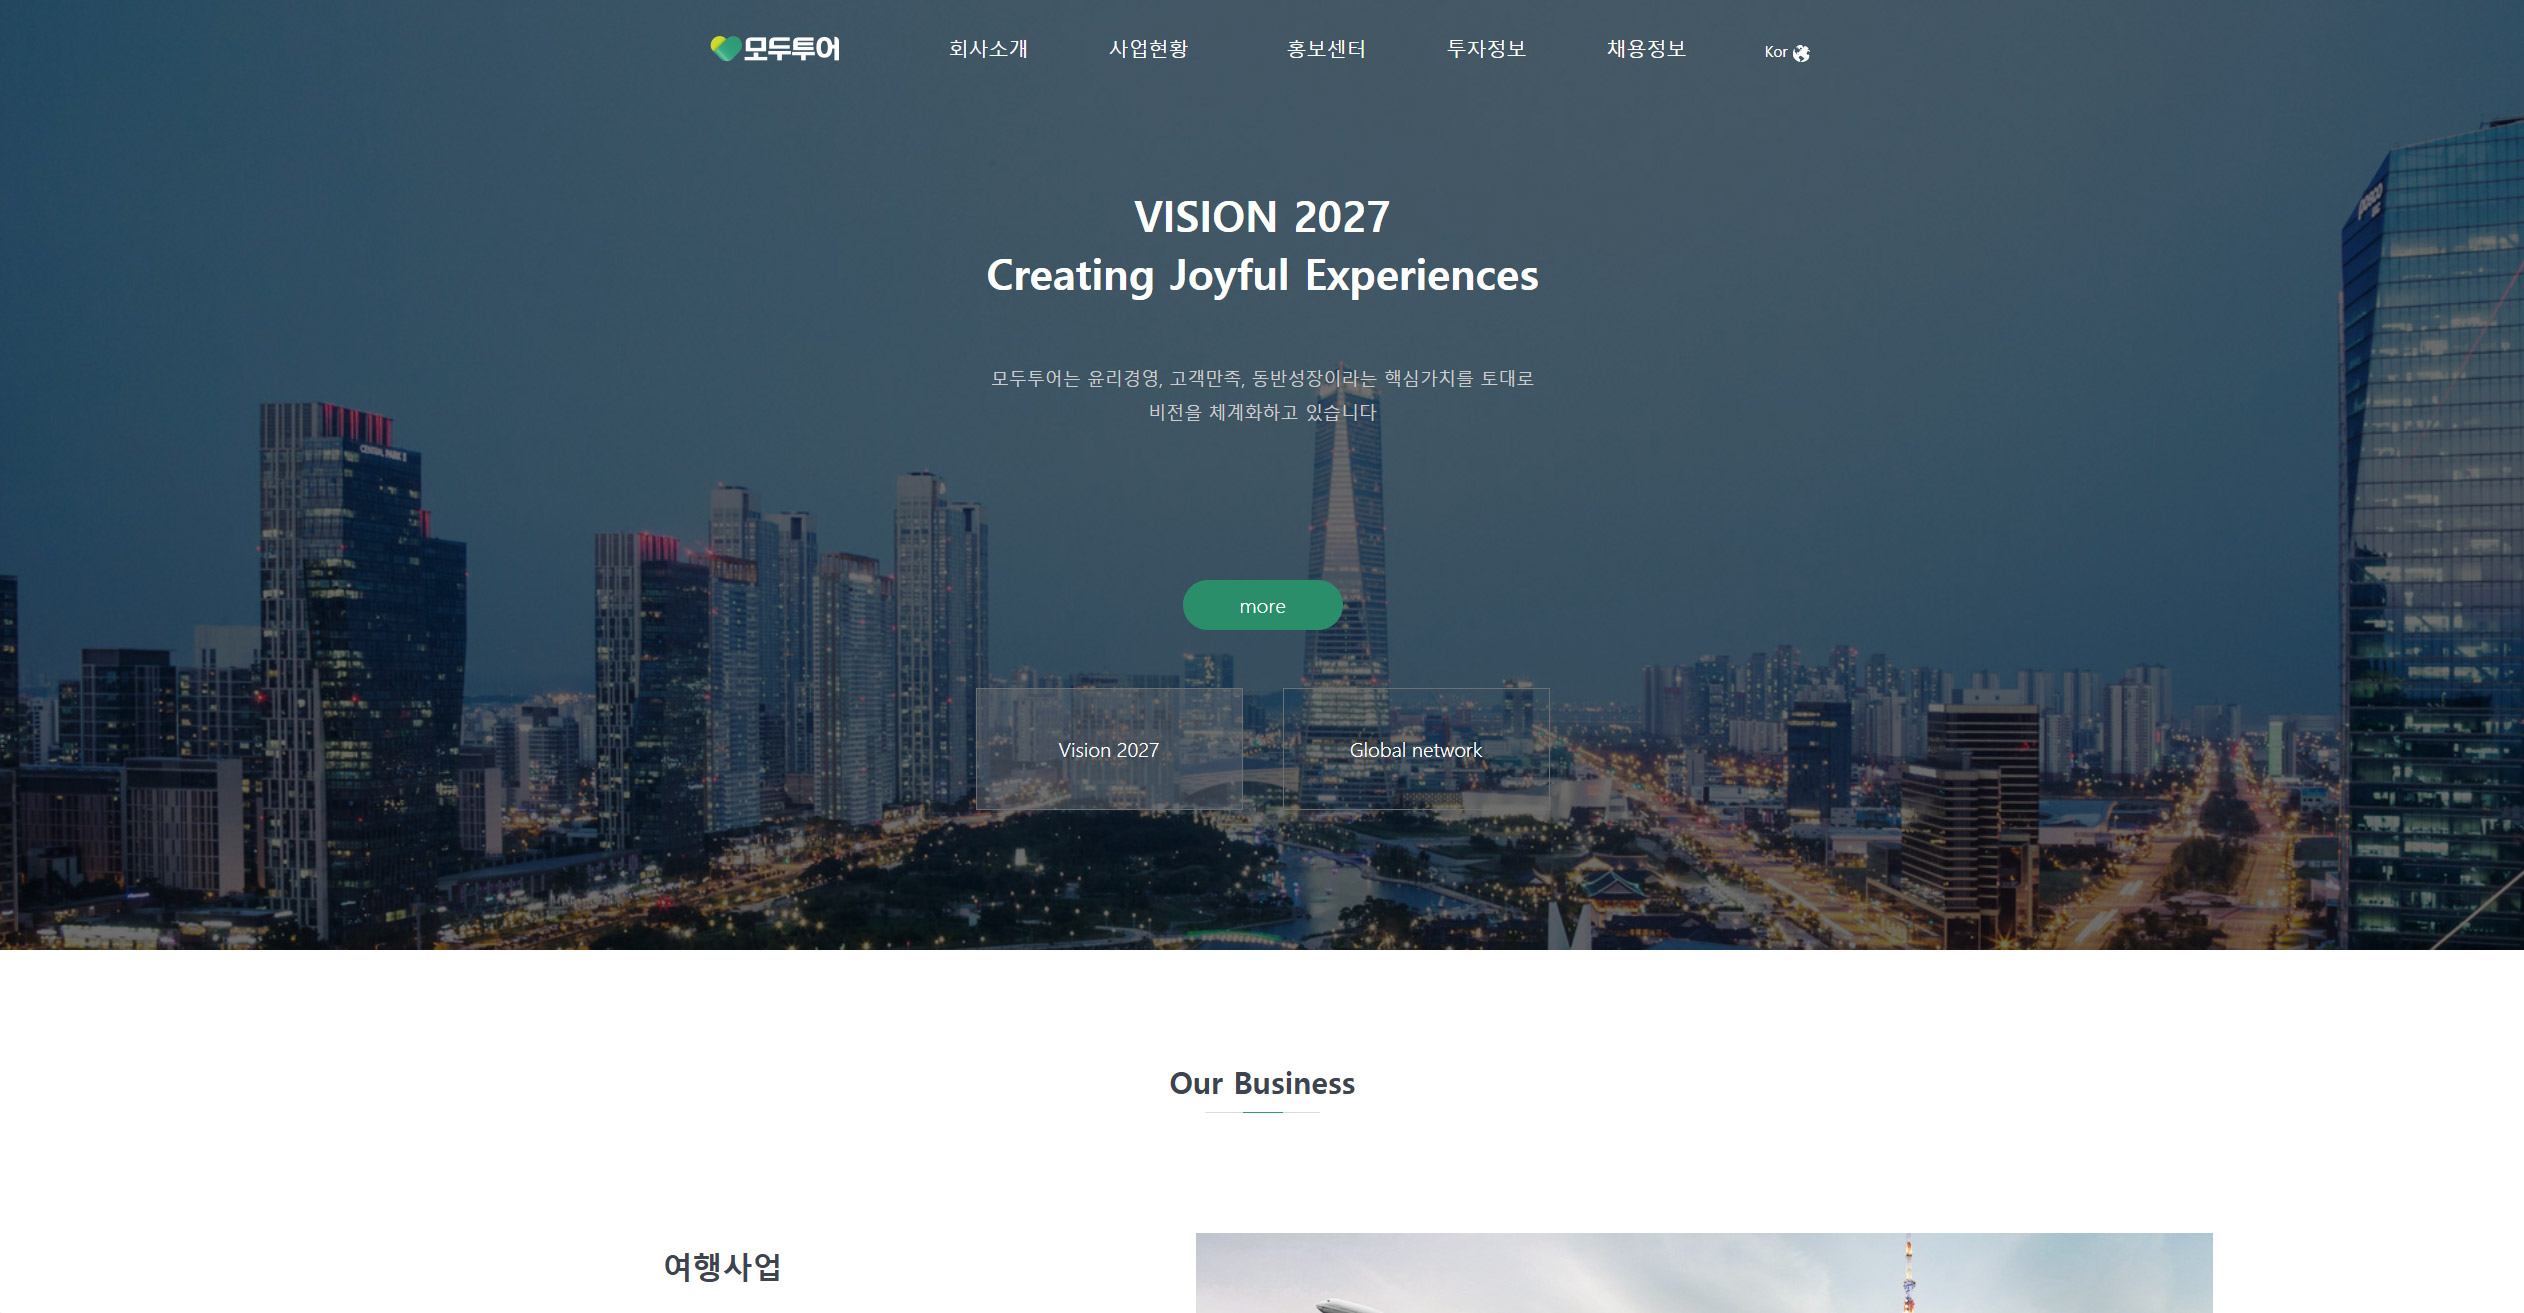 모두투어
회사소개
사업현황
홍보센터
투자정보
채용정보
Kor
VISION 2027
Creating Joyful Experiences
모두투어는 윤리경영, 고객만족, 동반성장이라는 핵심가치를 토대로
비전을 체계화하고 있습니다
CENTRAL PARK II
posco
more
Vision 2027
Global network
Our Business
여행사업